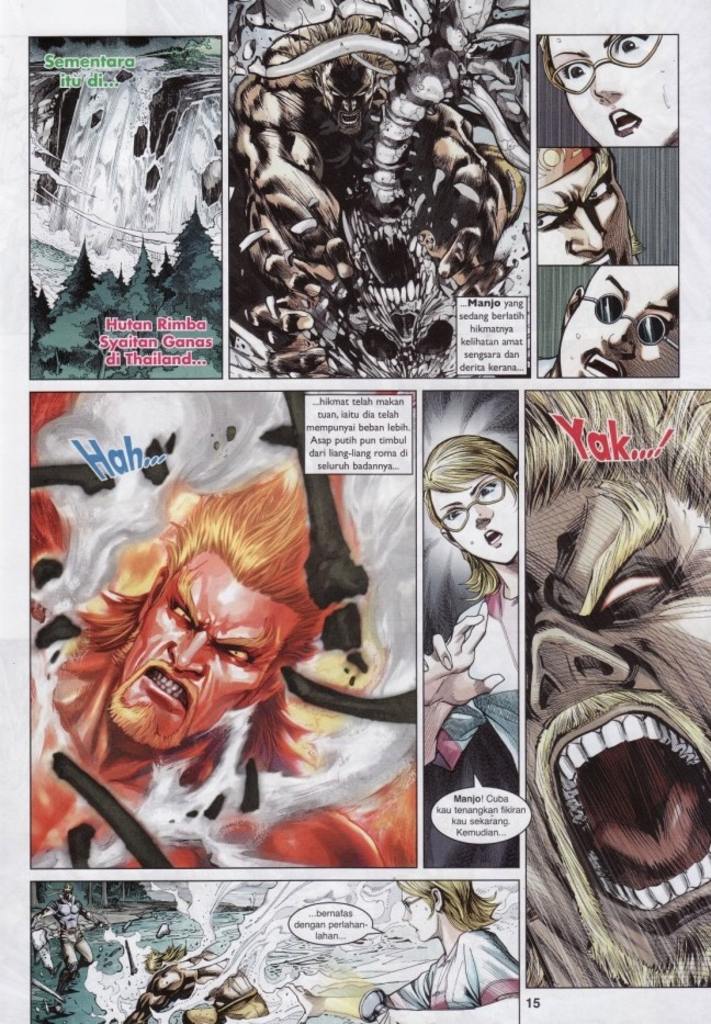 Sementara
itu di...
Hutan Rimba
Syaitan Ganas
di Thailand...
...Manjo yang
sedang berlatih
hikmatnya
kelihatan amat
sengsara dan
derita kerana...
...hikmat telah makan
tuan, iaitu dia telah
mempunyai beban lebih.
Asap putih pun timbul
dari liang-liang roma di
seluruh badannya...
Hah...
Manjo! Cuba
kau tenangkan fikiran
kau sekarang.
Kemudian...
Yak....!
...bernafas
dengan perlahan-
lahan...
15